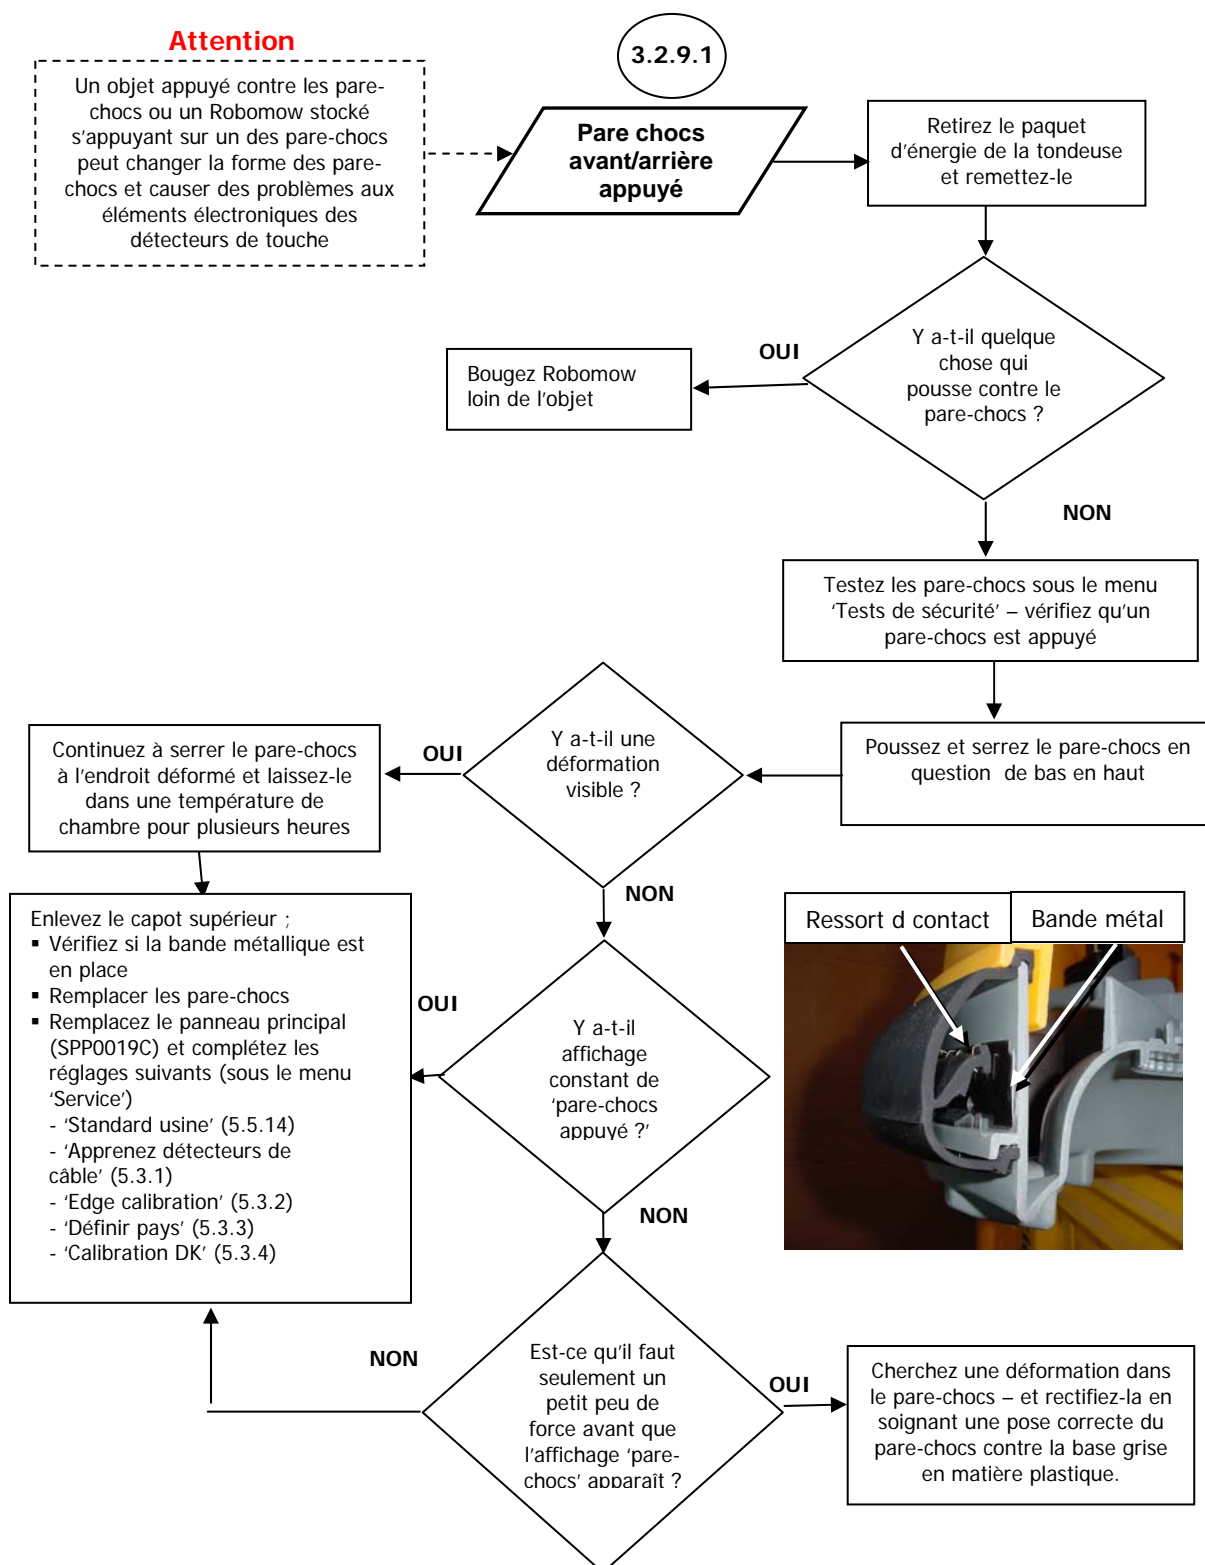 Attention
Un objet appuyé contre les pare-
chocs ou un Robomow stocké
s'appuyant sur un des pare-chocs
peut changer la forme des pare-
chocs et causer des problèmes aux
éléments électroniques des
détecteurs de touche
3.2.9.1
Pare chocs
avant/arrière
appuyé
Retirez le paquet
d'énergie de la tondeuse
et remettez-le
Y a-t-il quelque
chose qui
pousse contre le
pare-chocs ?
OUI
Bougez Robomow
loin de l'objet
NON
Testez les pare-chocs sous le menu
'Tests de sécurité' – vérifiez qu'un
pare-chocs est appuyé
Poussez et serrez le pare-chocs en
question de bas en haut
Y a-t-il une
déformation
visible ?
OUI
Continuez à serrer le pare-chocs
à l'endroit déformé et laissez-le
dans une température de
chambre pour plusieurs heures
NON
Enlevez le capot supérieur ;
▪ Vérifiez si la bande métallique est
en place
▪ Remplacer les pare-chocs
▪ Remplacez le panneau principal
(SPP0019C) et complétez les
réglages suivants (sous le menu
'Service')
- 'Standard usine' (5.5.14)
- 'Apprenez détecteurs de
câble' (5.3.1)
- 'Edge calibration' (5.3.2)
- 'Définir pays' (5.3.3)
- 'Calibration DK' (5.3.4)
OUI
Y a-t-il
affichage
constant de
'pare-chocs
appuyé ?'
Ressort d contact
Bande métal
NON
Est-ce qu'il faut
seulement un
petit peu de
force avant que
l'affichage 'pare-
chocs' apparaît ?
NON
OUI
Cherchez une déformation dans
le pare-chocs – et rectifiez-la en
soignant une pose correcte du
pare-chocs contre la base grise
en matière plastique.